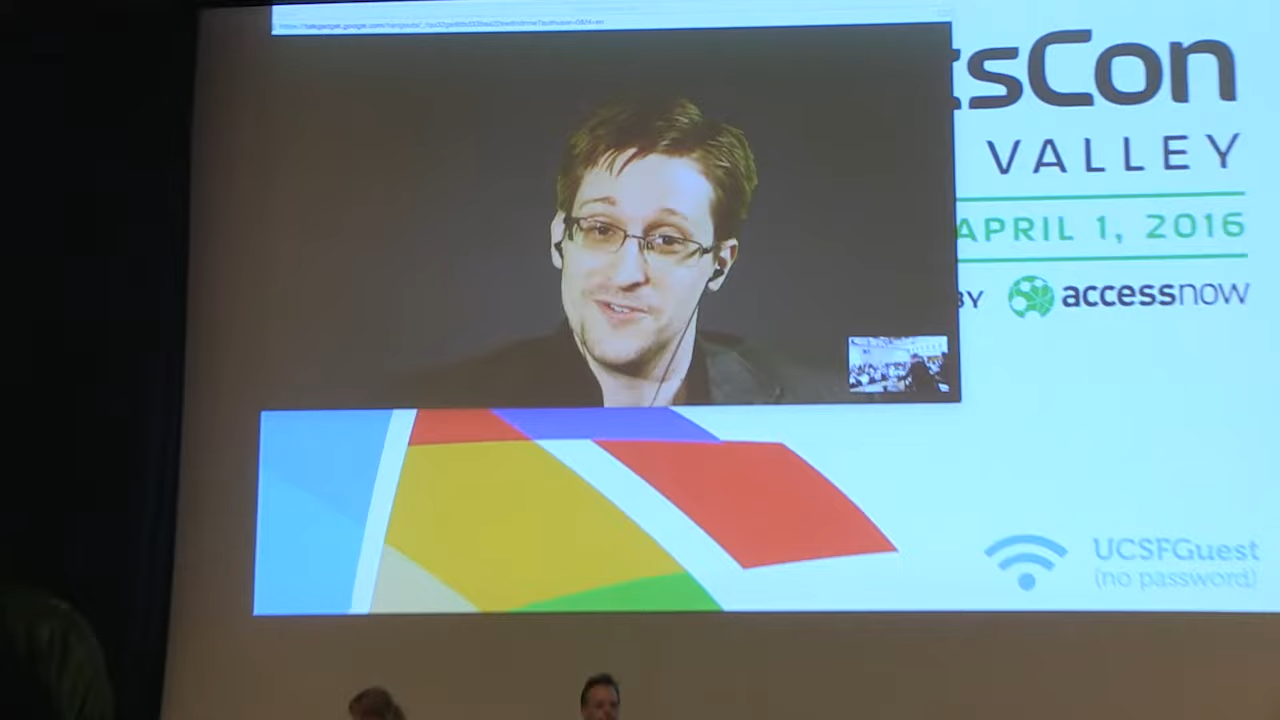 tsCon
VALLEY
APRIL 1, 2016
BY accessnow
UCSFGuest
(no password)